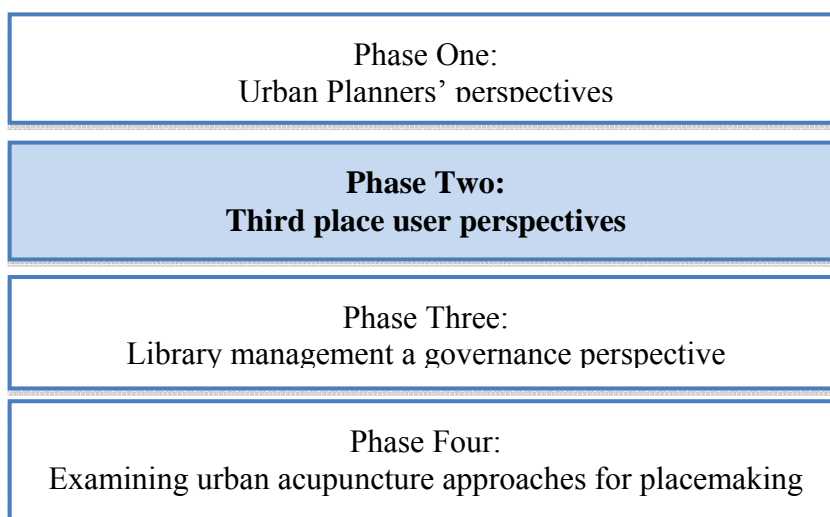 Phase One:
Urban Planners’ perspectives
Phase Two:
Third place user perspectives
Phase Three:
Library management a governance perspective
Phase Four:
Examining urban acupuncture approaches for placemaking